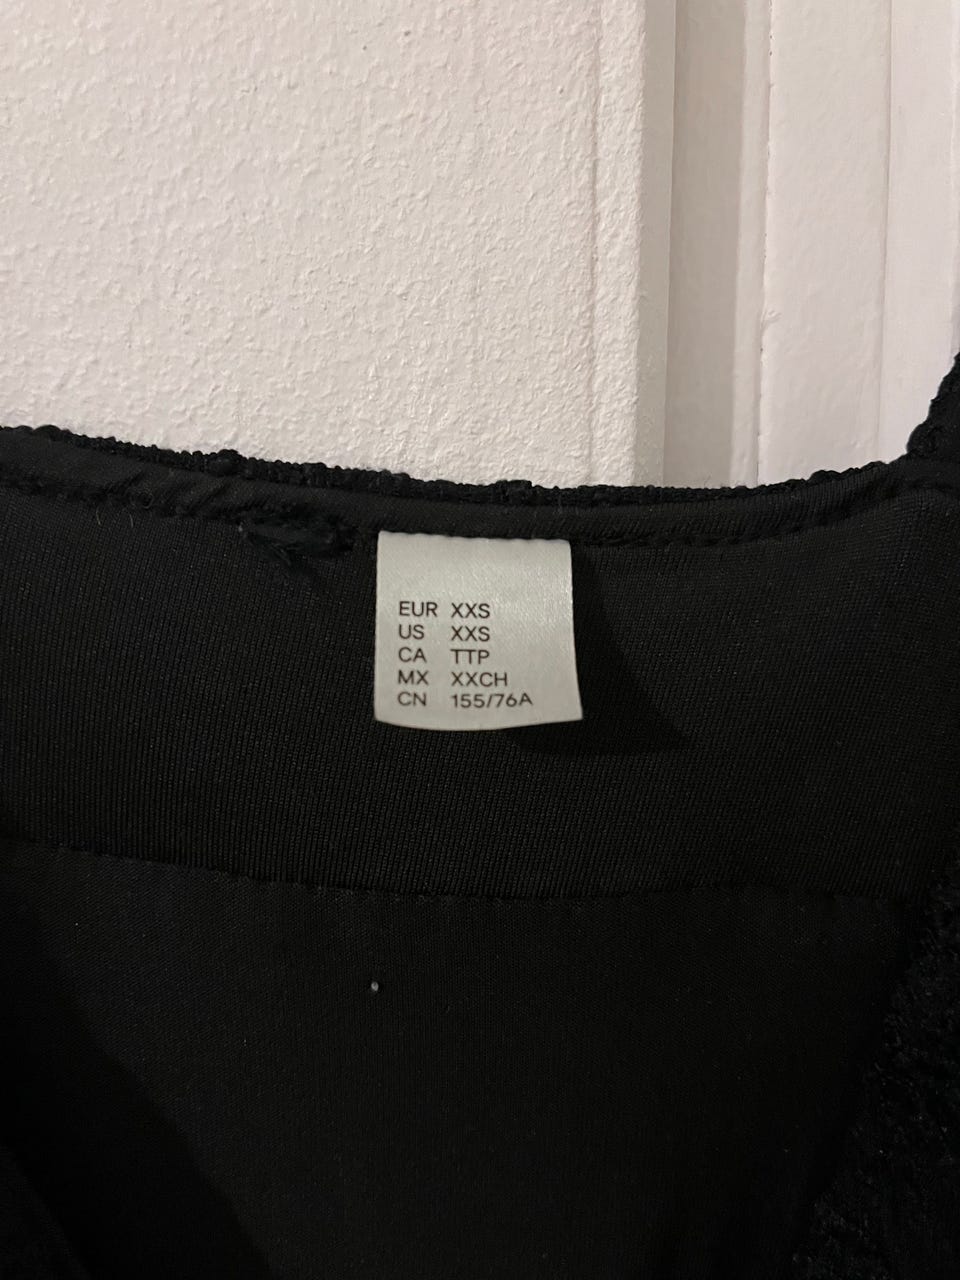 EUR XXS
US XXS
CA TTP
MX XXCH
CN 155/76A